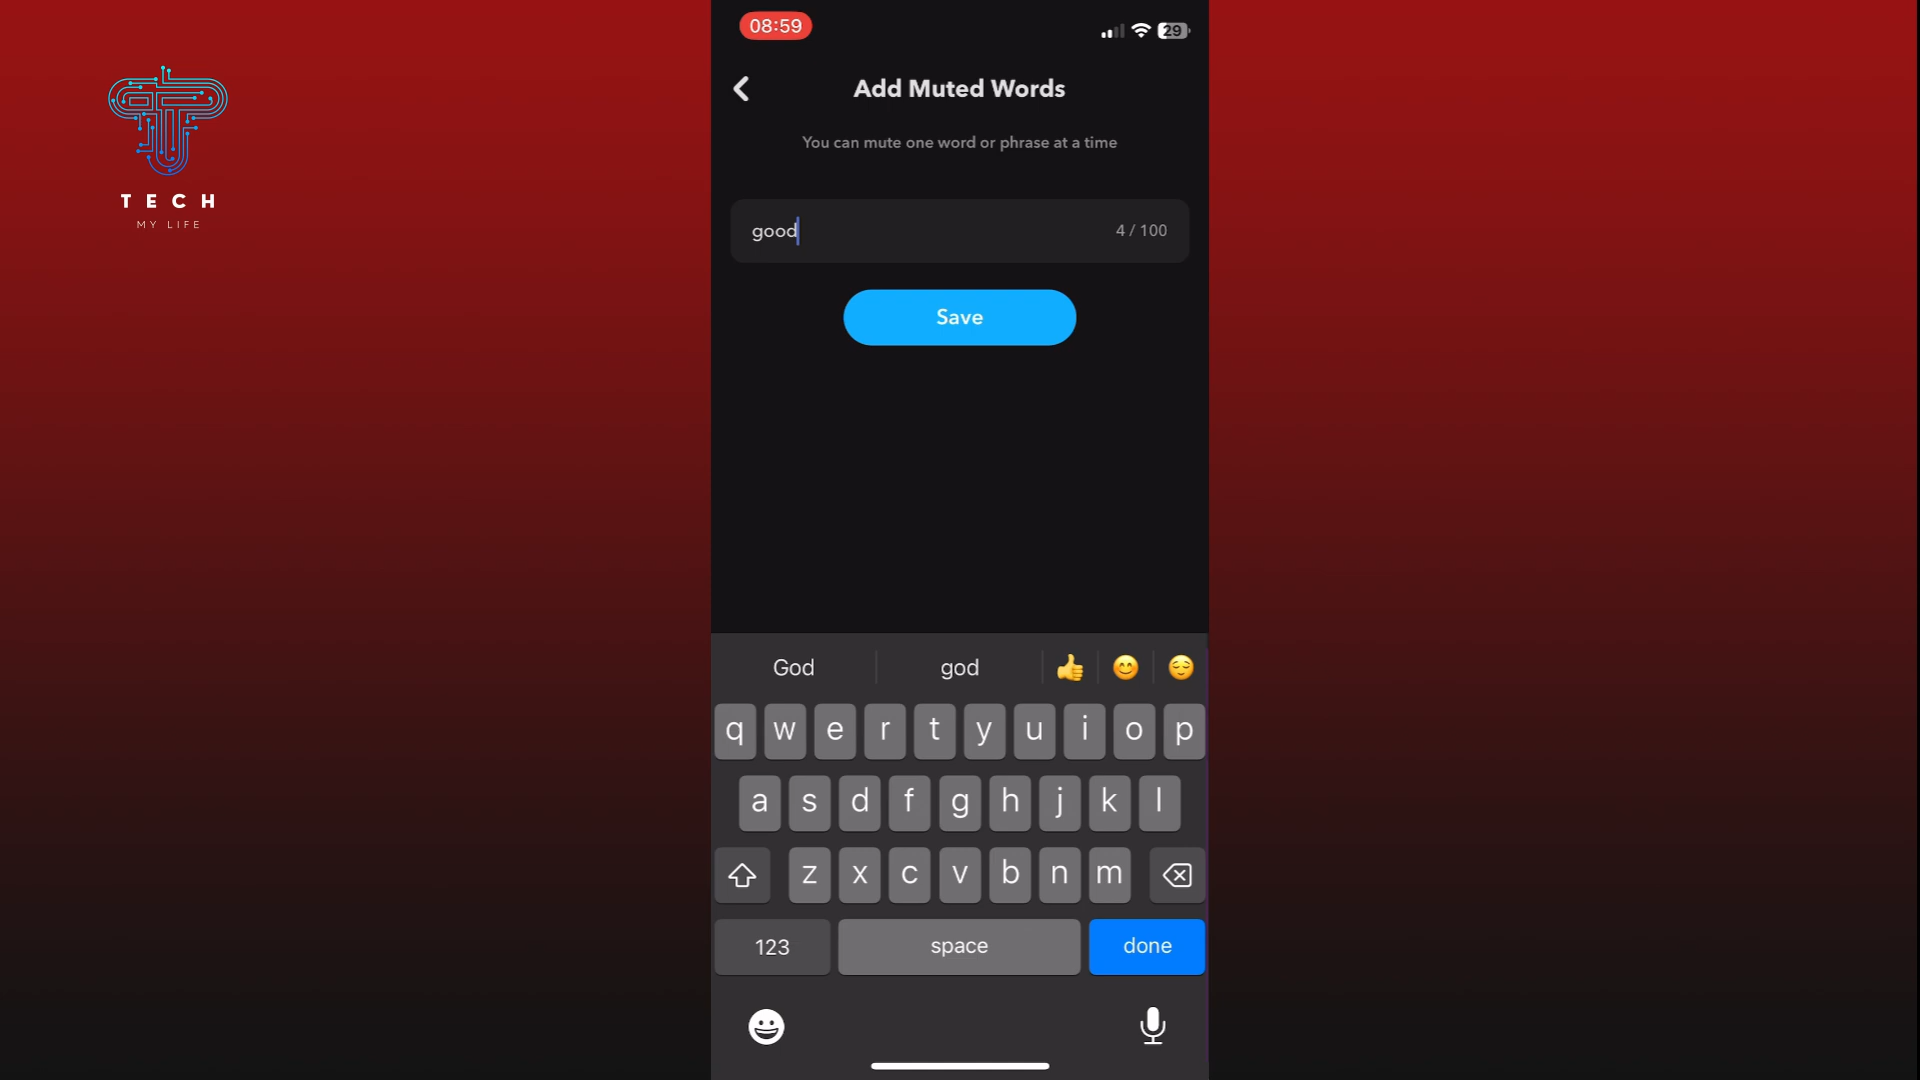 TECH
MY LIFE
08:59
29
Add Muted Words
You can mute one word or phrase at a time
good 4 / 100
Save
God god 👍 😊 😌
q w e r t y u i o p
a s d f g h j k l
z x c v b n m
123 space done